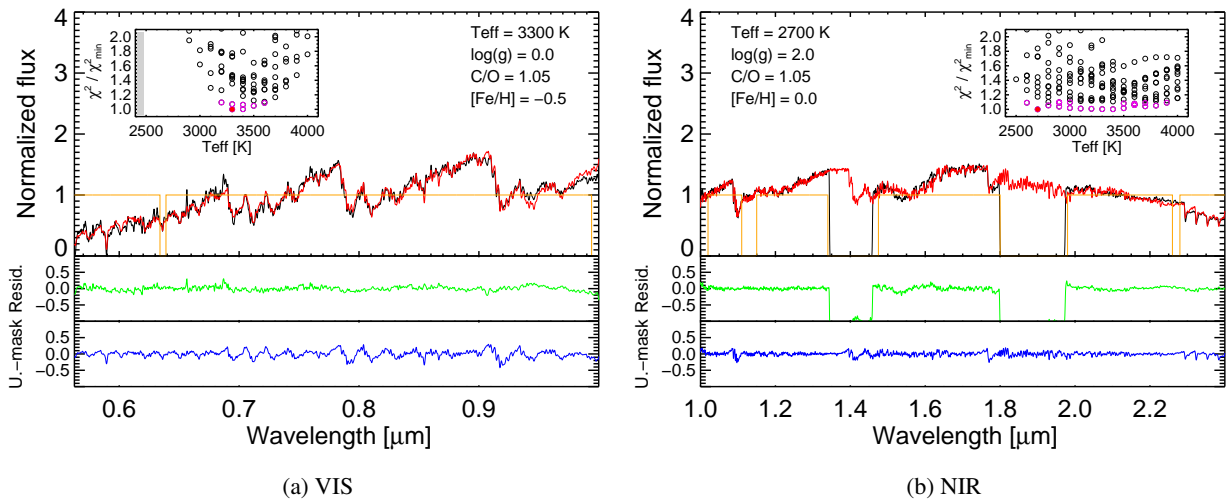 4
3
2
1
0
Normalized flux
2.0
1.8
1.6
1.4
1.2
1.0
χ² / χ²min
2500 3000 3500 4000
Teff [K]
Teff = 3300 K
log(g) = 0.0
C/O = 1.05
[Fe/H] = −0.5
0.5
0.0
−0.5
Resid.
0.5
0.0
−0.5
U.−mask
0.6 0.7 0.8 0.9
Wavelength [μm]
(a) VIS
4
3
2
1
0
Normalized flux
Teff = 2700 K
log(g) = 2.0
C/O = 1.05
[Fe/H] = 0.0
2.0
1.8
1.6
1.4
1.2
1.0
χ² / χ²min
2500 3000 3500 4000
Teff [K]
0.5
0.0
−0.5
Resid.
0.5
0.0
−0.5
U.−mask
1.0 1.2 1.4 1.6 1.8 2.0 2.2
Wavelength [μm]
(b) NIR